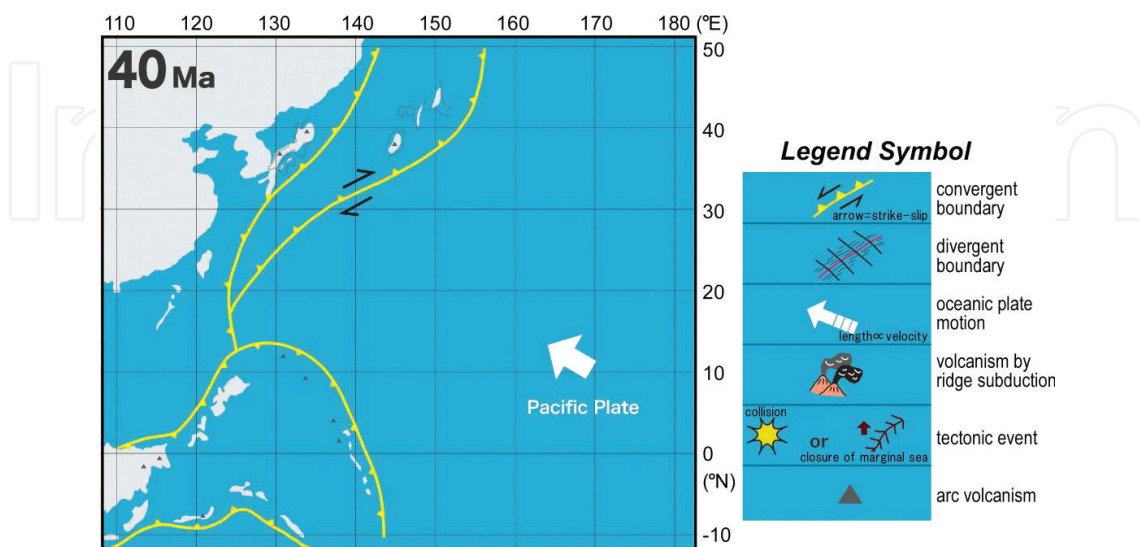 110 120 130 140 150 160 170 180 (°E)
40 Ma
50
40
30
20
10
0
(°N)
-10
Pacific Plate
Legend Symbol
arrow=strike-slip
convergent
boundary
divergent
boundary
length∝velocity
oceanic plate
motion
volcanism by
ridge subduction
collision
or
closure of marginal sea
tectonic event
arc volcanism